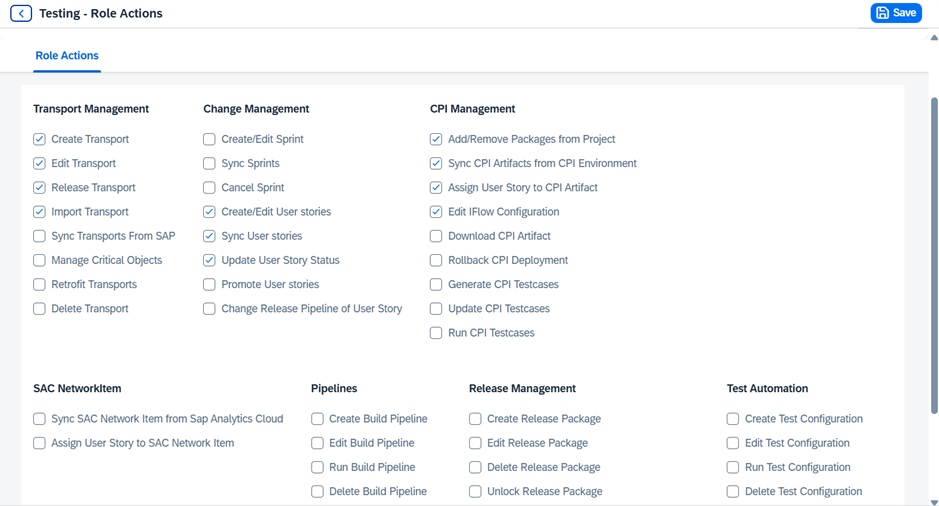 Testing - Role Actions
Save
Role Actions
Transport Management
Create Transport
Edit Transport
Release Transport
Import Transport
Sync Transports From SAP
Manage Critical Objects
Retrofit Transports
Delete Transport
Change Management
Create/Edit Sprint
Sync Sprints
Cancel Sprint
Create/Edit User stories
Sync User stories
Update User Story Status
Promote User stories
Change Release Pipeline of User Story
CPI Management
Add/Remove Packages from Project
Sync CPI Artifacts from CPI Environment
Assign User Story to CPI Artifact
Edit IFlow Configuration
Download CPI Artifact
Rollback CPI Deployment
Generate CPI Testcases
Update CPI Testcases
Run CPI Testcases
SAC NetworkItem
Sync SAC Network Item from Sap Analytics Cloud
Assign User Story to SAC Network Item
Pipelines
Create Build Pipeline
Edit Build Pipeline
Run Build Pipeline
Delete Build Pipeline
Release Management
Create Release Package
Edit Release Package
Delete Release Package
Unlock Release Package
Test Automation
Create Test Configuration
Edit Test Configuration
Run Test Configuration
Delete Test Configuration